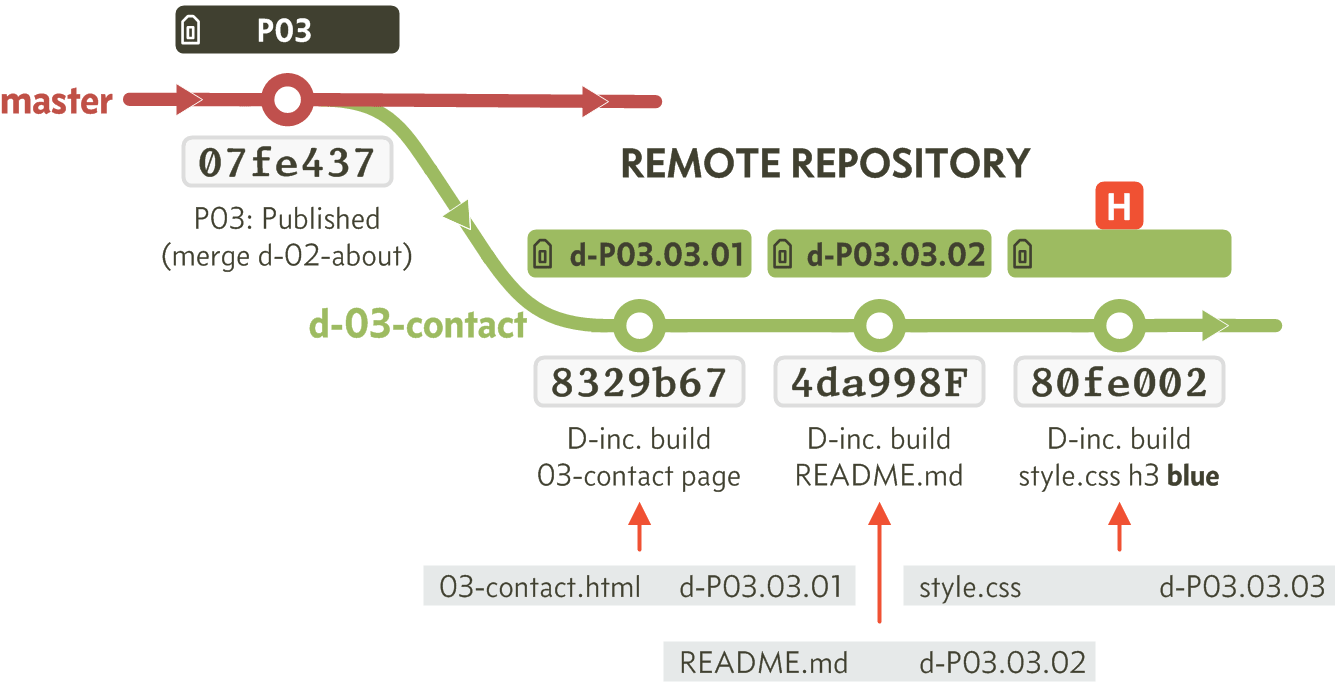 P03
master
07fe437
P03: Published
(merge d-02-about)
REMOTE REPOSITORY
H
d-P03.03.01
d-P03.03.02
d-03-contact
8329b67
4da998F
80fe002
D-inc. build
03-contact page
D-inc. build
README.md
D-inc. build
style.css h3 blue
03-contact.html d-P03.03.01
style.css d-P03.03.03
README.md d-P03.03.02